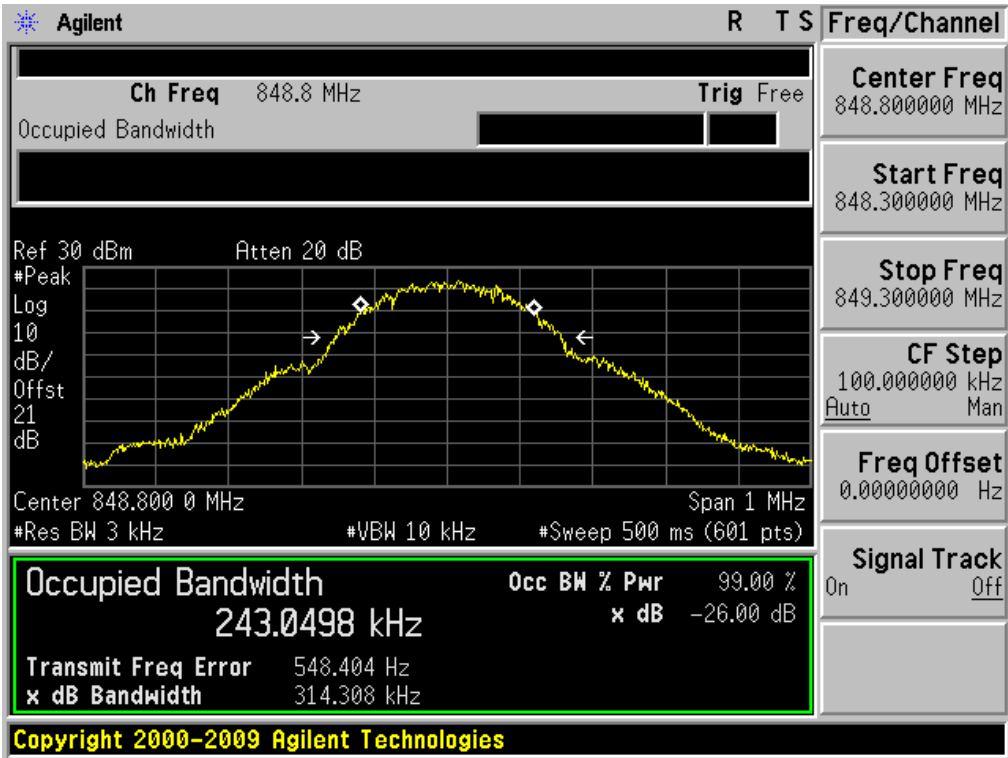 Agilent R T S Freq/Channel
Ch Freq 848.8 MHz Trig Free
Occupied Bandwidth
Center Freq
848.800000 MHz
Start Freq
848.300000 MHz
Stop Freq
849.300000 MHz
CF Step
100.000000 kHz
Auto Man
Freq Offset
0.00000000 Hz
Signal Track
On Off
Ref 30 dBm Atten 20 dB
#Peak
Log
10
dB/
Offst
21
dB
Center 848.800 0 MHz Span 1 MHz
#Res BW 3 kHz #VBW 10 kHz #Sweep 500 ms (601 pts)
Occupied Bandwidth Occ BW % Pwr 99.00 %
243.0498 kHz x dB -26.00 dB
Transmit Freq Error 548.404 Hz
x dB Bandwidth 314.308 kHz
Copyright 2000-2009 Agilent Technologies